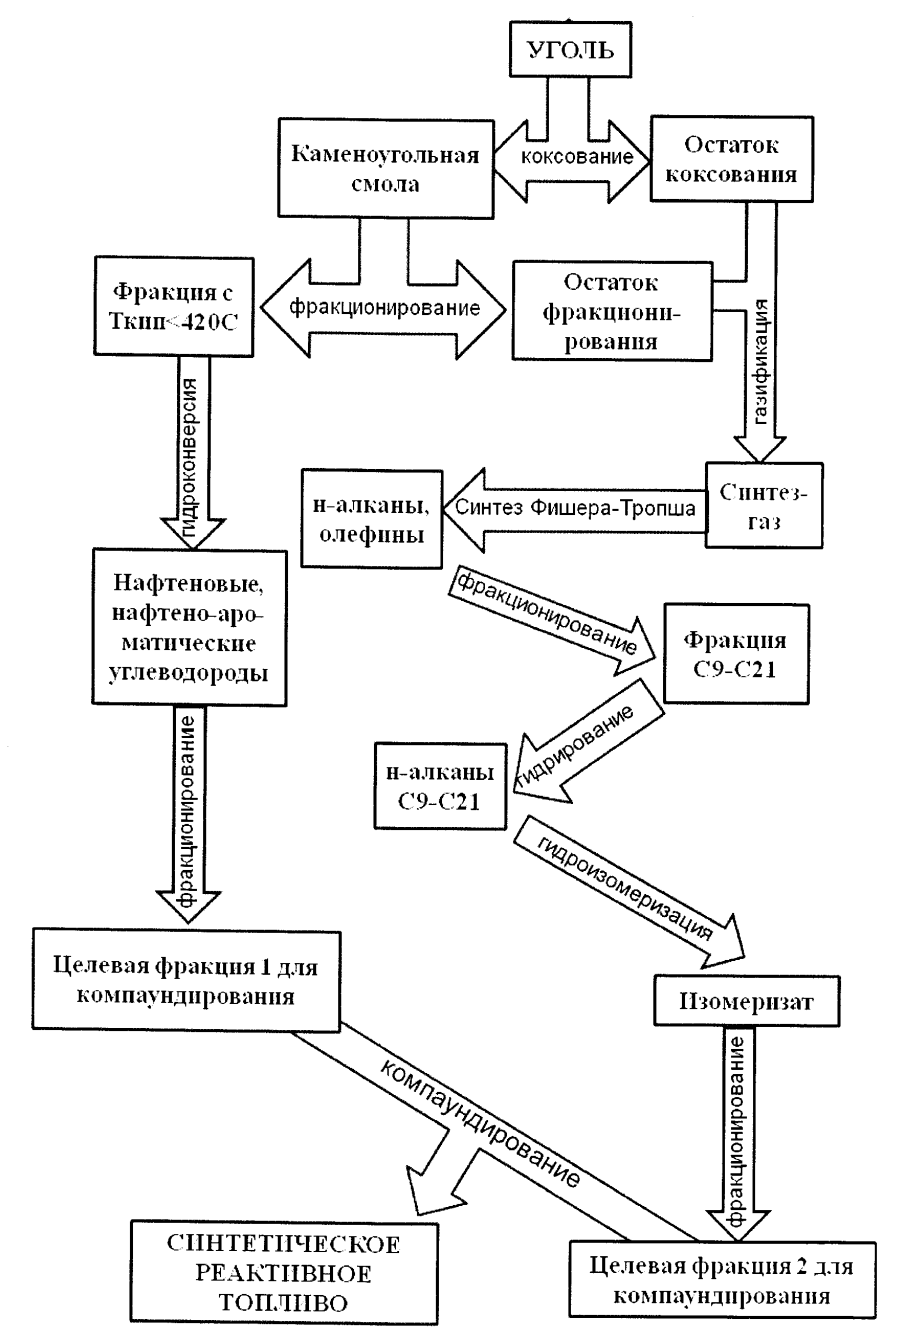 УГОЛЬ
Каменоугольная
смола
коксование
Остаток
коксования
Фракция с
Ткип<420С
фракционирование
Остаток
фракциони-
рования
газификация
гидроконверсия
н-алканы,
олефины
Синтез Фишера-Тропша
Синтез-
газ
Нафтеновые,
нафтено-аро-
матические
углеводороды
фракционирование
Фракция
С9-С21
гидрирование
н-алканы
С9-С21
фракционирование
гидроизомеризация
Целевая фракция 1 для
компаундирования
Изомеризат
компаундирование
фракционирование
СИНТЕТИЧЕСКОЕ
РЕАКТИВНОЕ
ТОПЛИВО
Целевая фракция 2 для
компаундирования